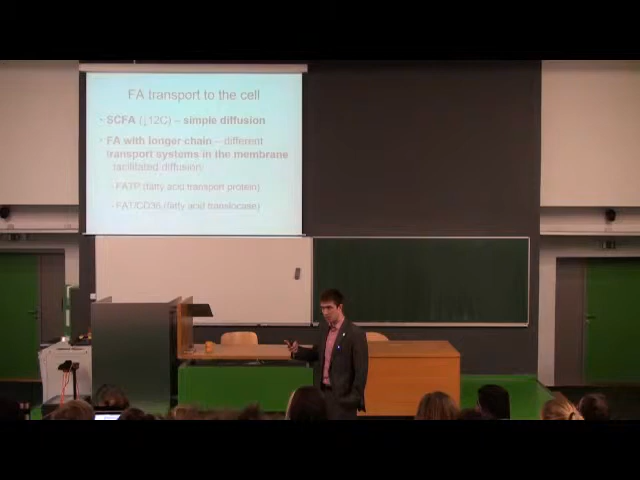 FA transport to the cell
- SCFA (↓12C) – simple diffusion
- FA with longer chain – different
transport systems in the membrane
facilitated diffusion:
- FATP (fatty acid transport protein)
- FAT/CD36 (fatty acid translocase)